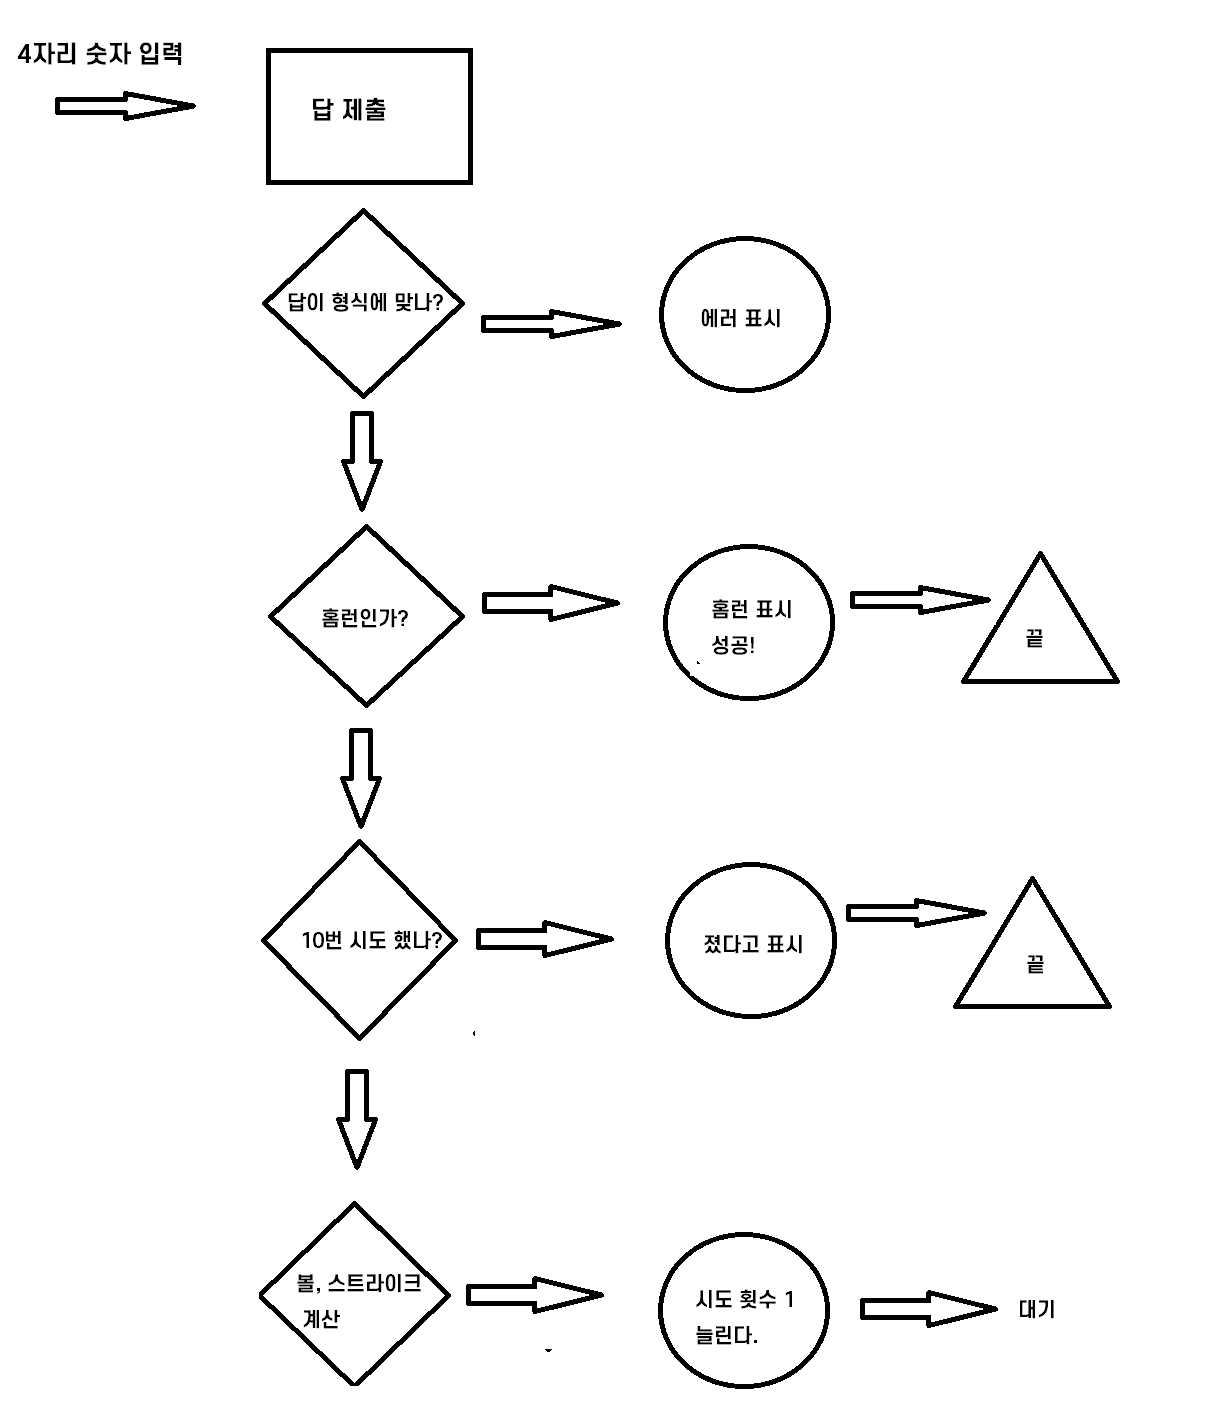 4자리 숫자 입력
답 제출
답이 형식에 맞나?
에러 표시
홈런인가?
홈런 표시
성공!
끝
10번 시도 했나?
졌다고 표시
끝
볼, 스트라이크
계산
시도 횟수 1
늘린다.
대기